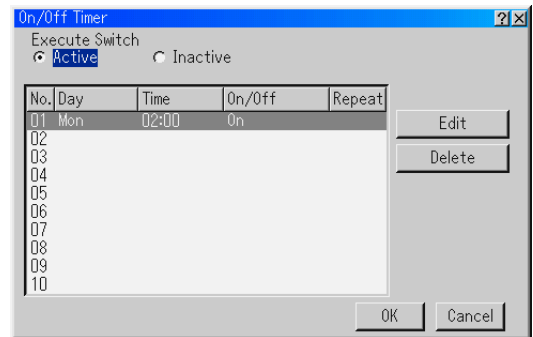 On/Off Timer
Execute Switch
Active Inactive
No. Day Time On/Off Repeat
01 Mon 02:00 On
02
03
04
05
06
07
08
09
10
Edit
Delete
OK Cancel